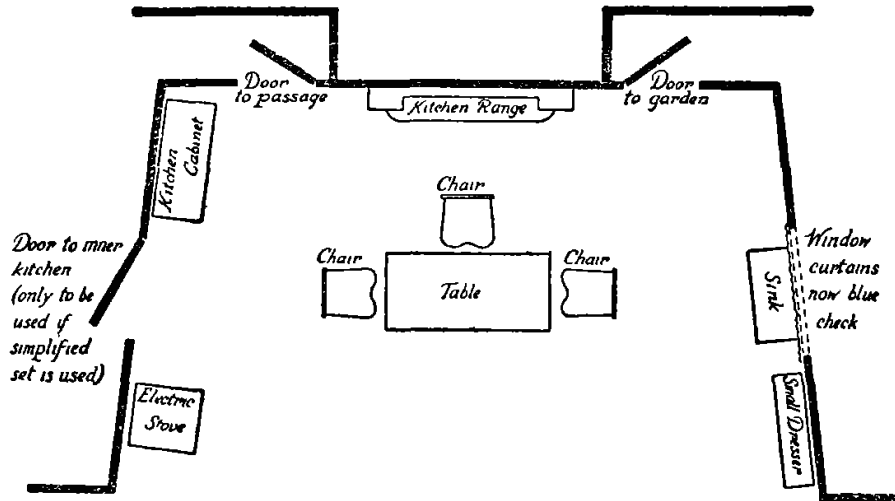 Door
to passage
Kitchen Range
Door
to garden
Kitchen
Cabinet
Chair
Door to inner
kitchen
(only to be
used if
simplified
set is used)
Chair
Table
Chair
Sink
Window
curtains
now blue
check
Electric
Stove
Small Dresser